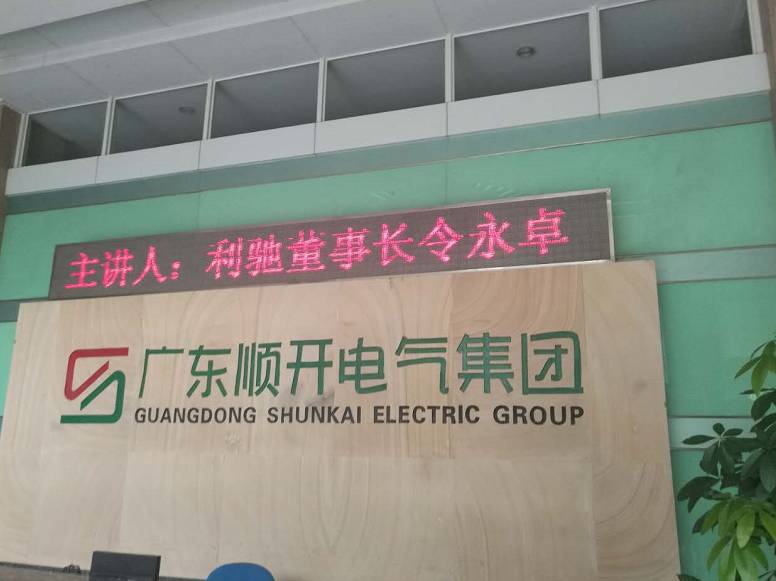 主讲人：利驰董事长令永卓
广东顺开电气集团
GUANGDONG SHUNKAI ELECTRIC GROUP